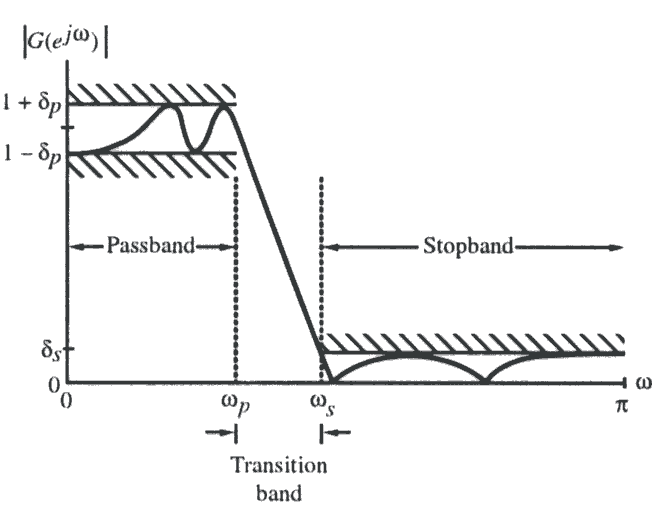 |G(e^jω)|
1 + δp
1 – δp
Passband
Stopband
δs
0
0
ωp
ωs
π
ω
Transition
band